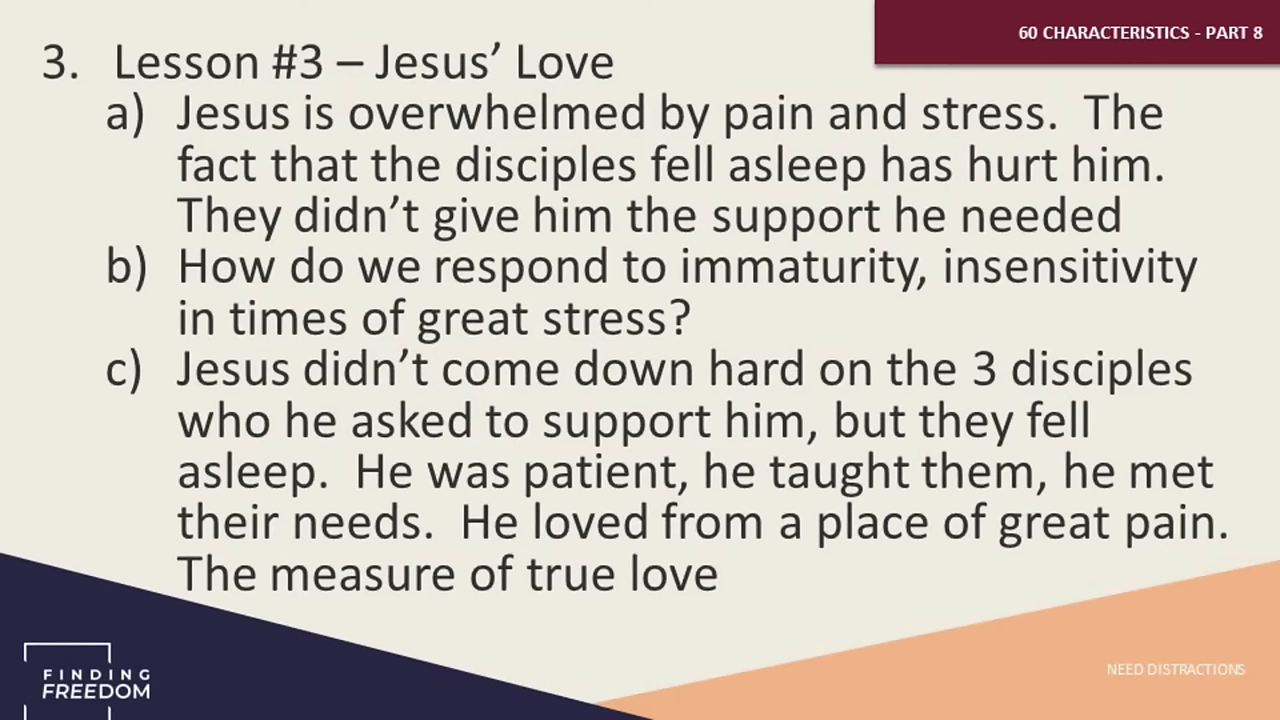 60 CHARACTERISTICS - PART 8
3. Lesson #3 – Jesus’ Love
a) Jesus is overwhelmed by pain and stress.  The
fact that the disciples fell asleep has hurt him.
They didn’t give him the support he needed
b) How do we respond to immaturity, insensitivity
in times of great stress?
c) Jesus didn’t come down hard on the 3 disciples
who he asked to support him, but they fell
asleep.  He was patient, he taught them, he met
their needs.  He loved from a place of great pain.
The measure of true love
FINDING
FREEDOM
NEED DISTRACTIONS